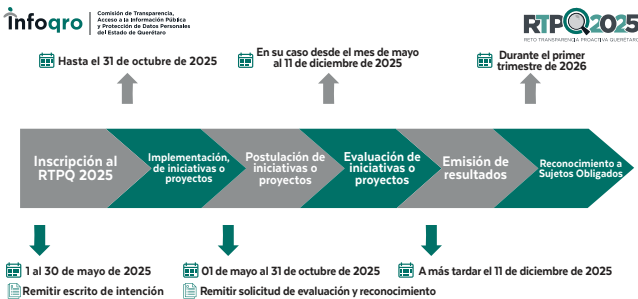 infoqro
Comisión de Transparencia,
Acceso a la Información Pública
y Protección de Datos Personales
del Estado de Querétaro
RTPQ2025
RETO TRANSPARENCIA PROACTIVA QUERÉTARO
Hasta el 31 de octubre de 2025
En su caso desde el mes de mayo
al 11 de diciembre de 2025
Durante el primer
trimestre de 2026
Inscripción al
RTPQ 2025
Implementación,
de iniciativas o
proyectos
Postulación de
iniciativas o
proyectos
Evaluación de
iniciativas o
proyectos
Emisión de
resultados
Reconocimiento a
Sujetos Obligados
1 al 30 de mayo de 2025
Remitir escrito de intención
01 de mayo al 31 de octubre de 2025
Remitir solicitud de evaluación y reconocimiento
A más tardar el 11 de diciembre de 2025